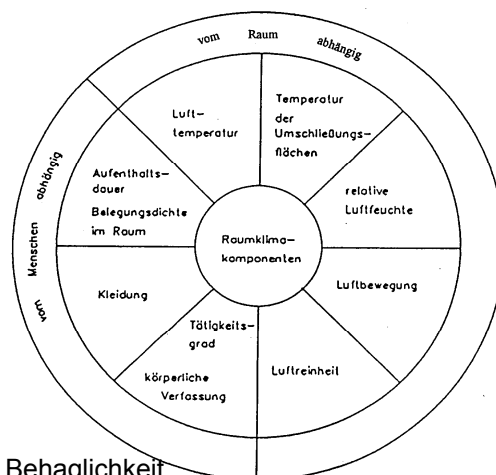 vom Raum abhängig
vom Menschen abhängig
Luft-
temperatur
Temperatur
der
Umschließungs-
flächen
relative
Luftfeuchte
Luftbewegung
Luftreinheit
Tätigkeits-
grad
körperliche
Verfassung
Kleidung
Aufenthalts-
dauer
Belegungsdichte
im Raum
Raumklima-
komponenten
Behaglichkeit